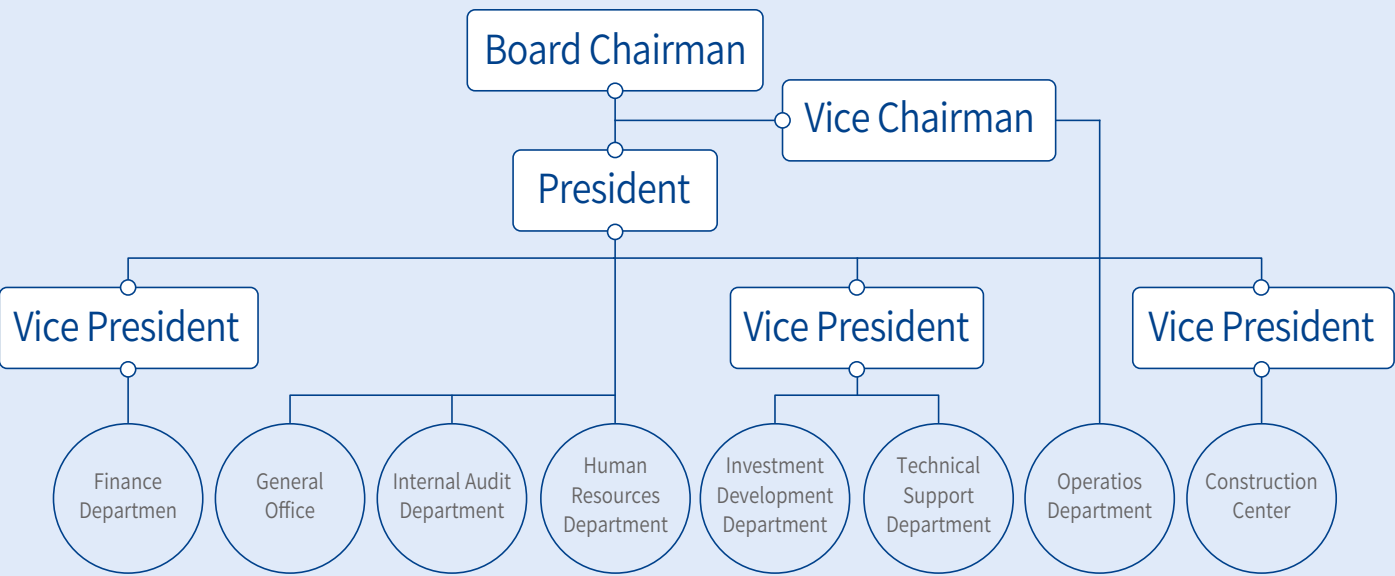 Board Chairman
Vice Chairman
President
Vice President
Vice President
Vice President
Finance
Departmen
General
Office
Internal Audit
Department
Human
Resources
Department
Investment
Development
Department
Technical
Support
Department
Operatios
Department
Construction
Center